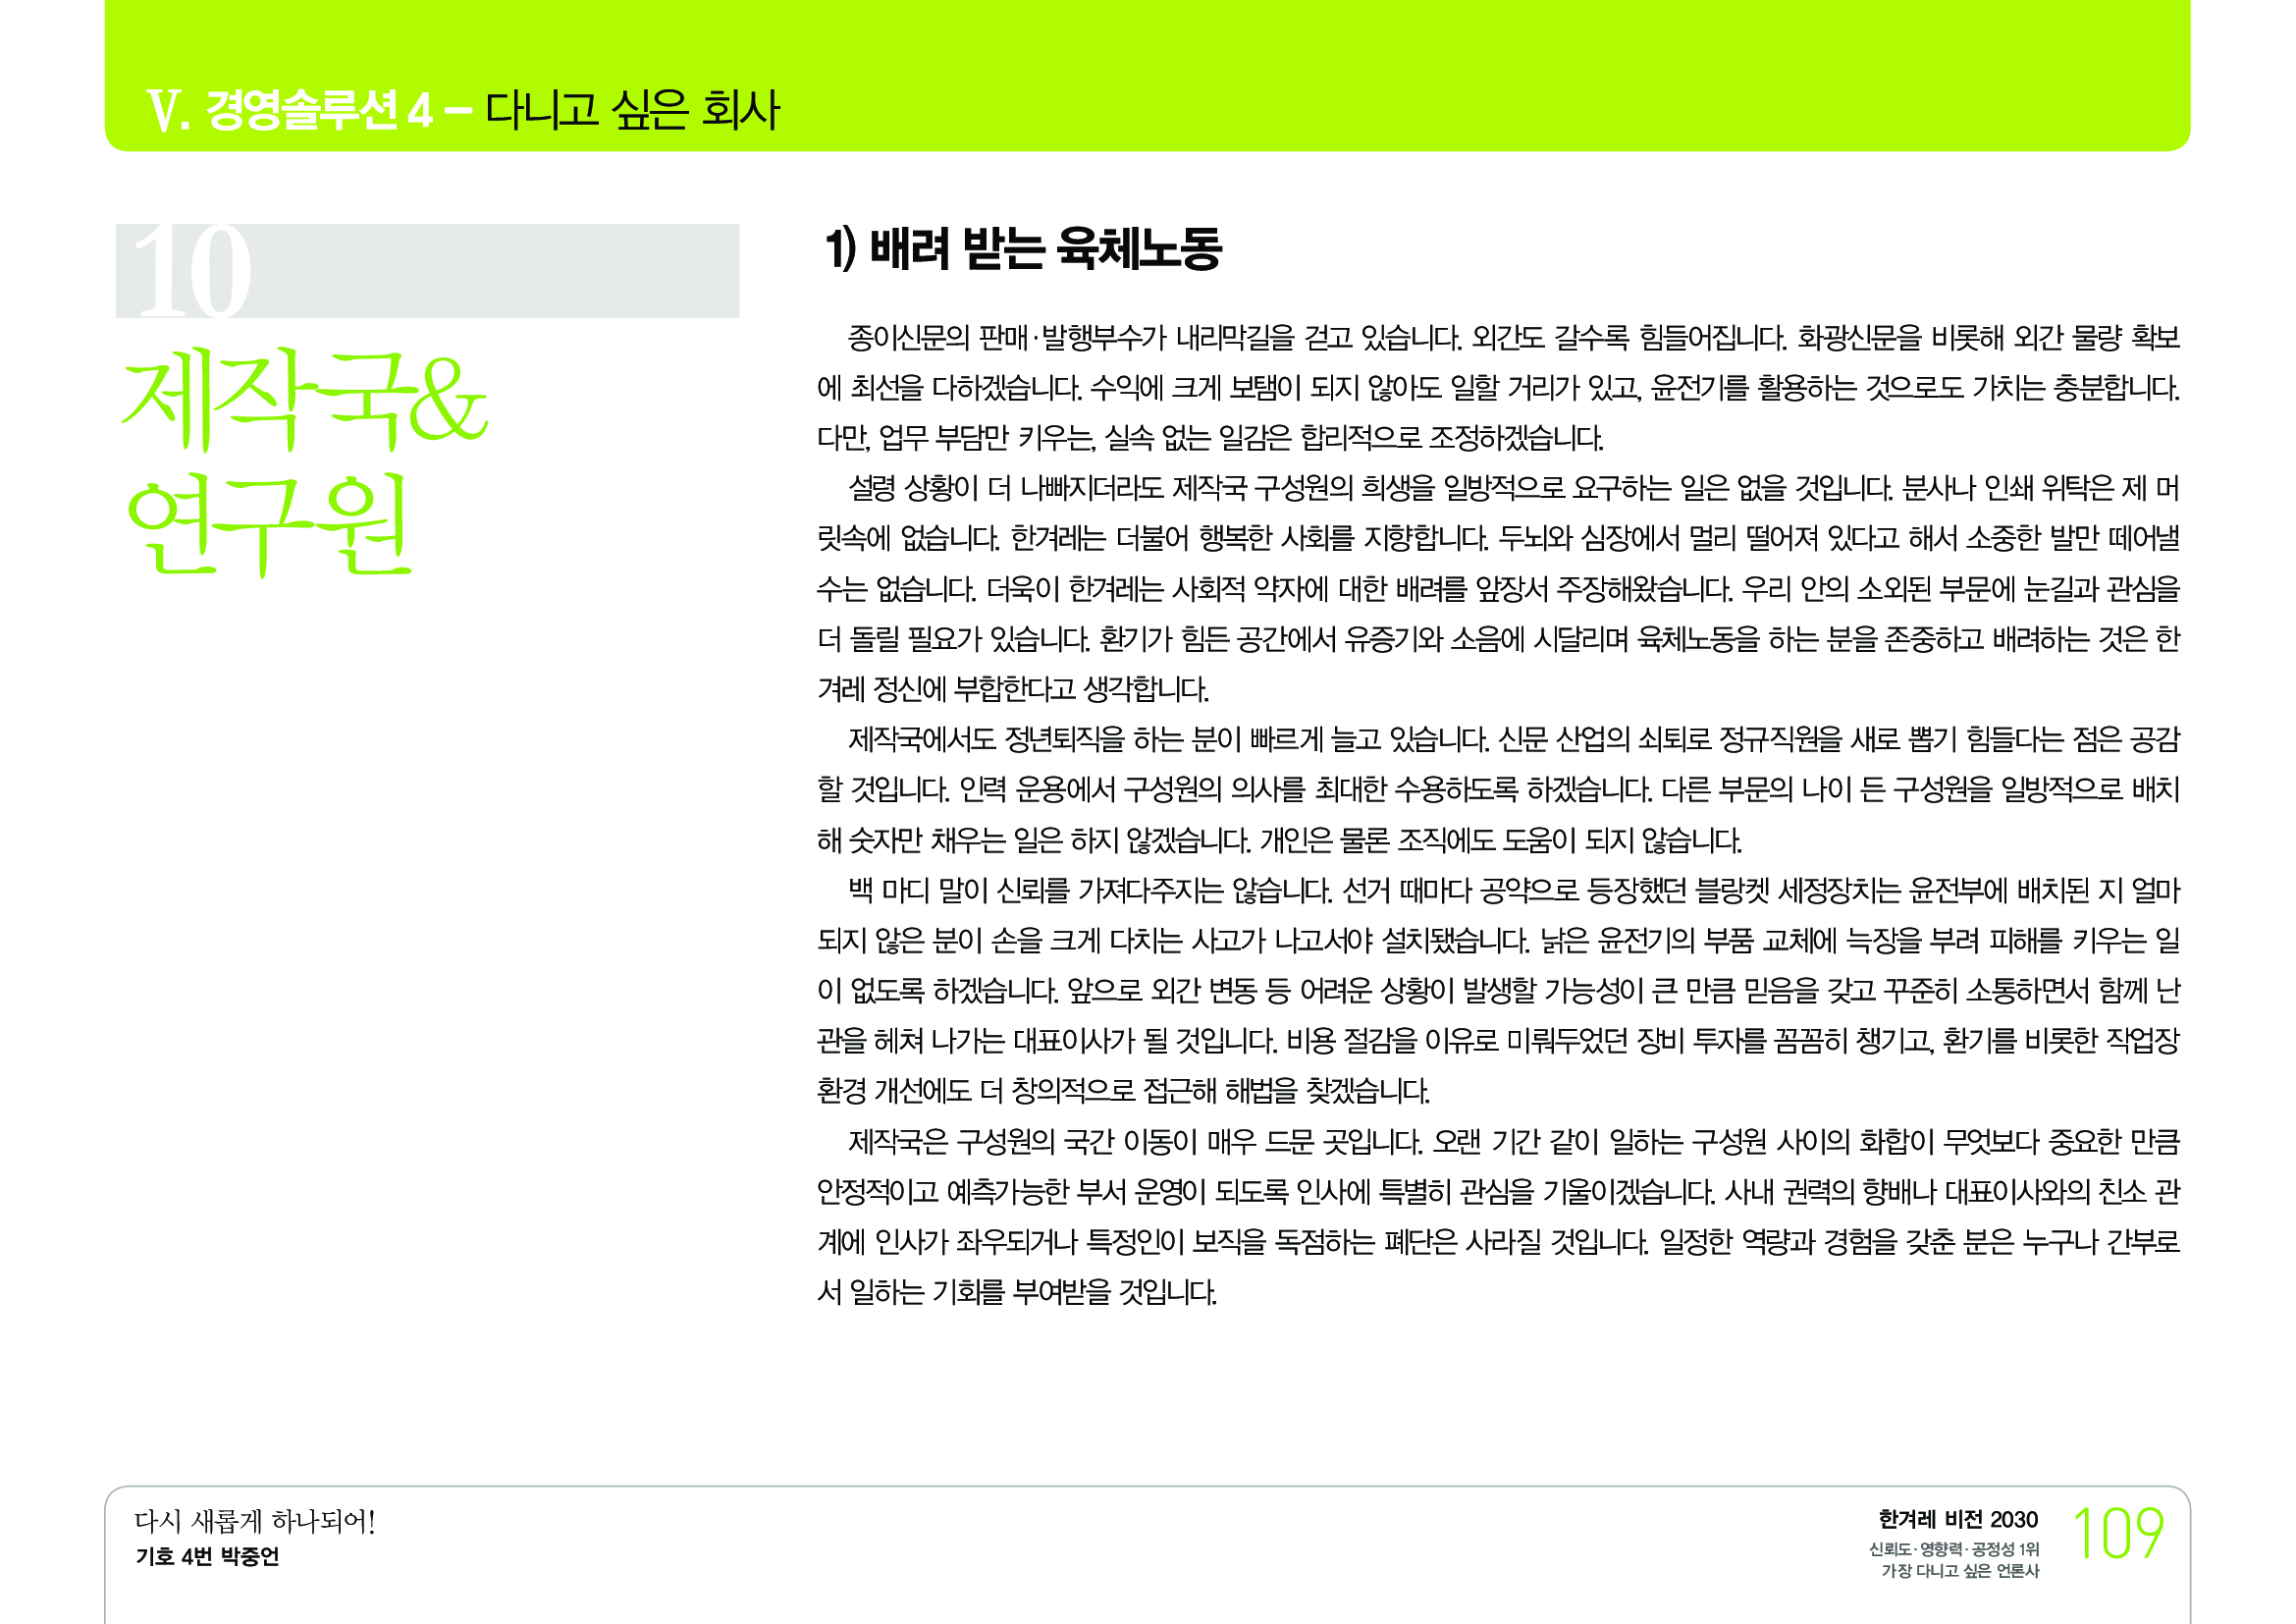 V. 경영솔루션 4 – 다니고 싶은 회사
10
제작국&
연구원
1) 배려 받는 육체노동
종이신문의 판매·발행부수가 내리막길을 걷고 있습니다. 외간도 갈수록 힘들어집니다. 화광신문을 비롯해 외간 물량 확보
에 최선을 다하겠습니다. 수익에 크게 보탬이 되지 않아도 일할 거리가 있고, 윤전기를 활용하는 것으로도 가치는 충분합니다.
다만, 업무 부담만 키우는, 실속 없는 일감은 합리적으로 조정하겠습니다.
설령 상황이 더 나빠지더라도 제작국 구성원의 희생을 일방적으로 요구하는 일은 없을 것입니다. 분사나 인쇄 위탁은 제 머
릿속에 없습니다. 한겨레는 더불어 행복한 사회를 지향합니다. 두뇌와 심장에서 멀리 떨어져 있다고 해서 소중한 발만 떼어낼
수는 없습니다. 더욱이 한겨레는 사회적 약자에 대한 배려를 앞장서 주장해왔습니다. 우리 안의 소외된 부문에 눈길과 관심을
더 돌릴 필요가 있습니다. 환기가 힘든 공간에서 유증기와 소음에 시달리며 육체노동을 하는 분을 존중하고 배려하는 것은 한
겨레 정신에 부합한다고 생각합니다.
제작국에서도 정년퇴직을 하는 분이 빠르게 늘고 있습니다. 신문 산업의 쇠퇴로 정규직원을 새로 뽑기 힘들다는 점은 공감
할 것입니다. 인력 운용에서 구성원의 의사를 최대한 수용하도록 하겠습니다. 다른 부문의 나이 든 구성원을 일방적으로 배치
해 숫자만 채우는 일은 하지 않겠습니다. 개인은 물론 조직에도 도움이 되지 않습니다.
백 마디 말이 신뢰를 가져다주지는 않습니다. 선거 때마다 공약으로 등장했던 블랑켓 세정장치는 윤전부에 배치된 지 얼마
되지 않은 분이 손을 크게 다치는 사고가 나고서야 설치됐습니다. 낡은 윤전기의 부품 교체에 늑장을 부려 피해를 키우는 일
이 없도록 하겠습니다. 앞으로 외간 변동 등 어려운 상황이 발생할 가능성이 큰 만큼 믿음을 갖고 꾸준히 소통하면서 함께 난
관을 헤쳐 나가는 대표이사가 될 것입니다. 비용 절감을 이유로 미뤄두었던 장비 투자를 꼼꼼히 챙기고, 환기를 비롯한 작업장
환경 개선에도 더 창의적으로 접근해 해법을 찾겠습니다.
제작국은 구성원의 국간 이동이 매우 드문 곳입니다. 오랜 기간 같이 일하는 구성원 사이의 화합이 무엇보다 중요한 만큼
안정적이고 예측가능한 부서 운영이 되도록 인사에 특별히 관심을 기울이겠습니다. 사내 권력의 향배나 대표이사와의 친소 관
계에 인사가 좌우되거나 특정인이 보직을 독점하는 폐단은 사라질 것입니다. 일정한 역량과 경험을 갖춘 분은 누구나 간부로
서 일하는 기회를 부여받을 것입니다.
다시 새롭게 하나되어!
기호 4번 박중언
한겨레 비전 2030
신뢰도·영향력·공정성 1위
가장 다니고 싶은 언론사
109